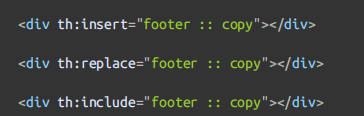 <div th:insert="footer :: copy"></div>
<div th:replace="footer :: copy"></div>
<div th:include="footer :: copy"></div>